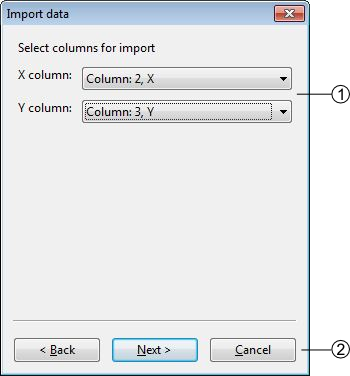 Import data
Select columns for import
X column: Column: 2, X
1
Y column: Column: 3, Y
< Back Next > Cancel
2